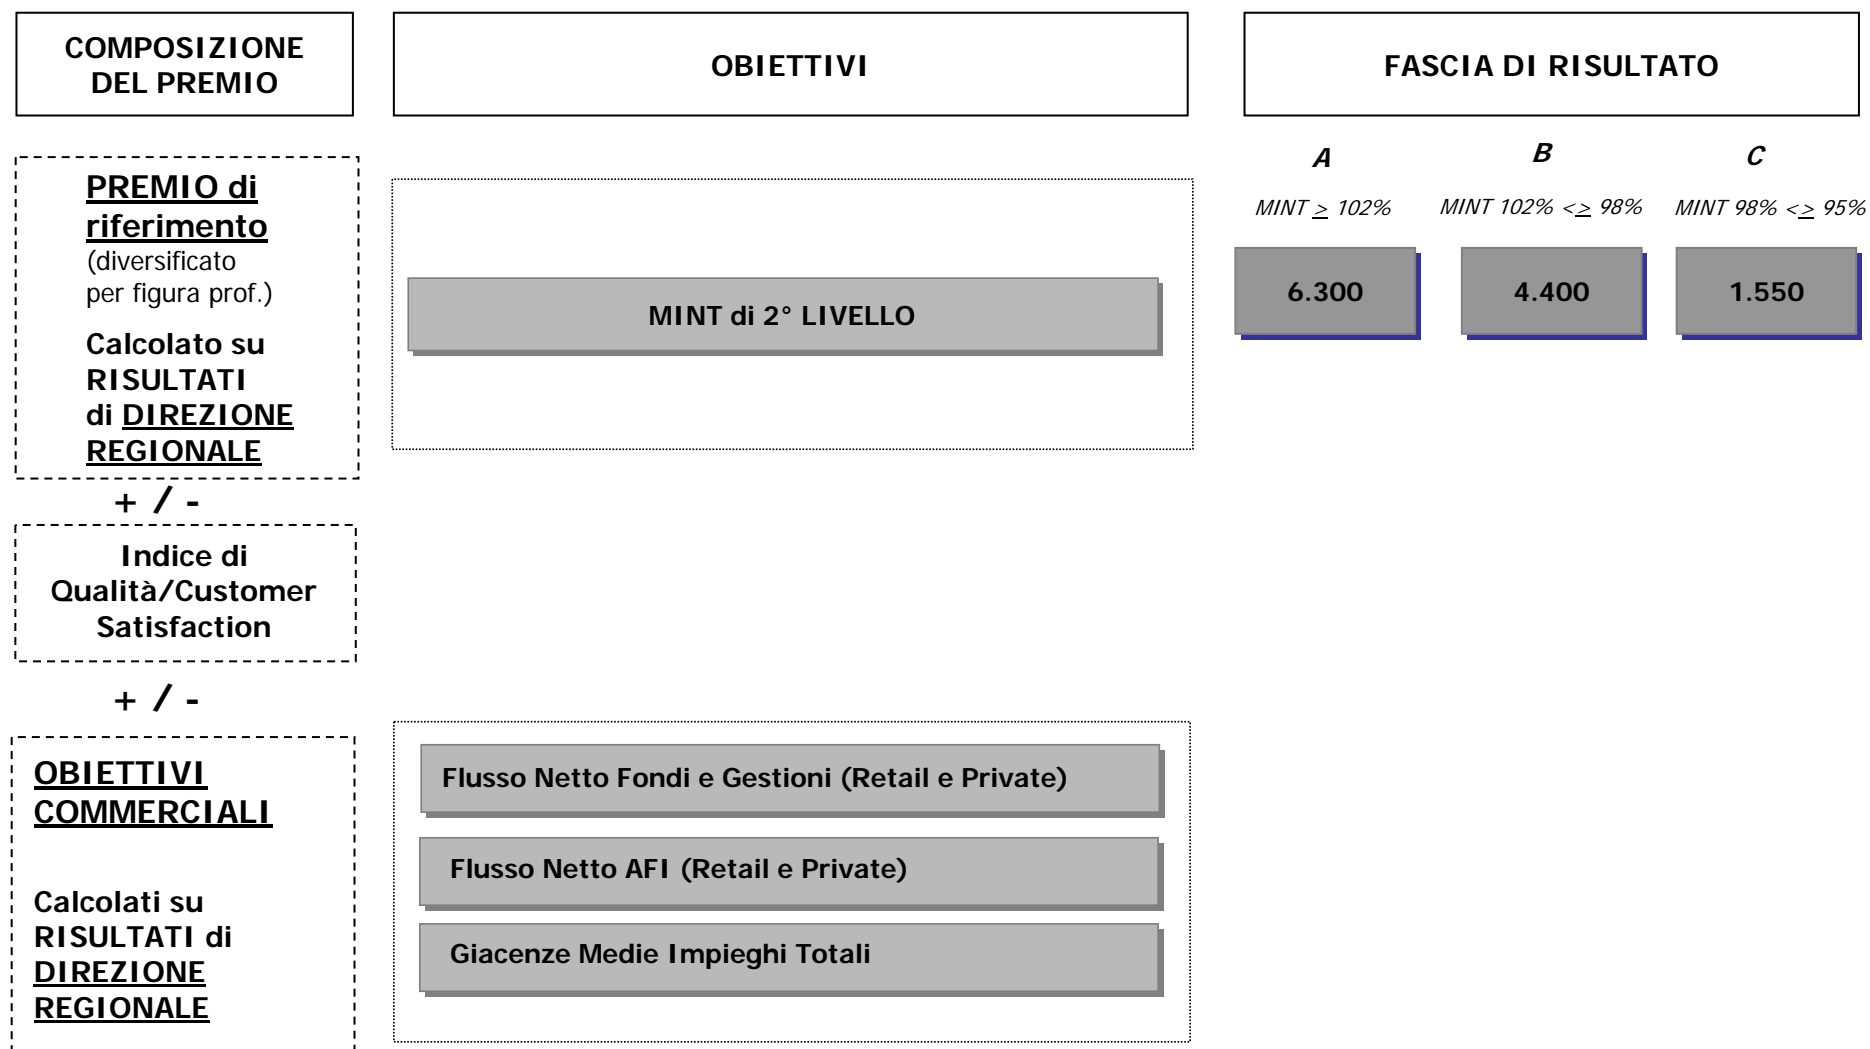 COMPOSIZIONE
DEL PREMIO
OBIETTIVI
FASCIA DI RISULTATO
PREMIO di
riferimento
(diversificato
per figura prof.)
Calcolato su
RISULTATI
di DIREZIONE
REGIONALE
MINT di 2° LIVELLO
A
B
C
MINT ≥ 102%
MINT 102% <≥ 98%
MINT 98% <≥ 95%
6.300
4.400
1.550
+ / -
Indice di
Qualità/Customer
Satisfaction
+ / -
OBIETTIVI
COMMERCIALI
Calcolati su
RISULTATI di
DIREZIONE
REGIONALE
Flusso Netto Fondi e Gestioni (Retail e Private)
Flusso Netto AFI (Retail e Private)
Giacenze Medie Impieghi Totali